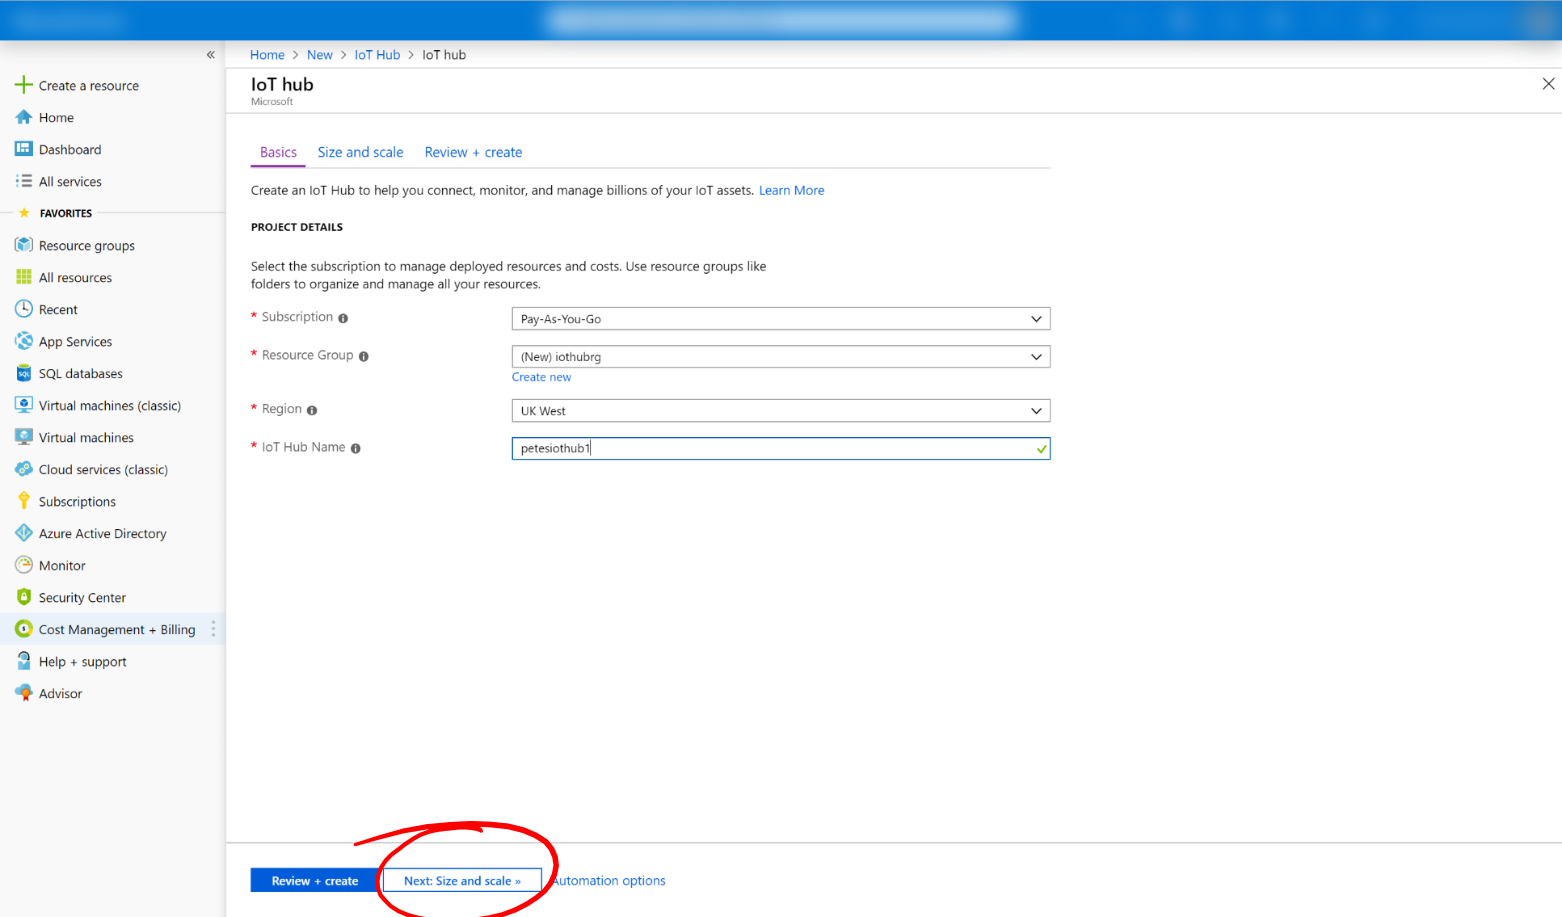 «
Home > New > IoT Hub > IoT hub
Create a resource
Home
Dashboard
All services
FAVORITES
Resource groups
All resources
Recent
App Services
SQL databases
Virtual machines (classic)
Virtual machines
Cloud services (classic)
Subscriptions
Azure Active Directory
Monitor
Security Center
Cost Management + Billing
Help + support
Advisor
IoT hub
Microsoft
Basics Size and scale Review + create
Create an IoT Hub to help you connect, monitor, and manage billions of your IoT assets. Learn More
PROJECT DETAILS
Select the subscription to manage deployed resources and costs. Use resource groups like
folders to organize and manage all your resources.
* Subscription Pay-As-You-Go
* Resource Group (New) iothubrg
Create new
* Region UK West
* IoT Hub Name petesiothub1
Review + create Next: Size and scale » Automation options